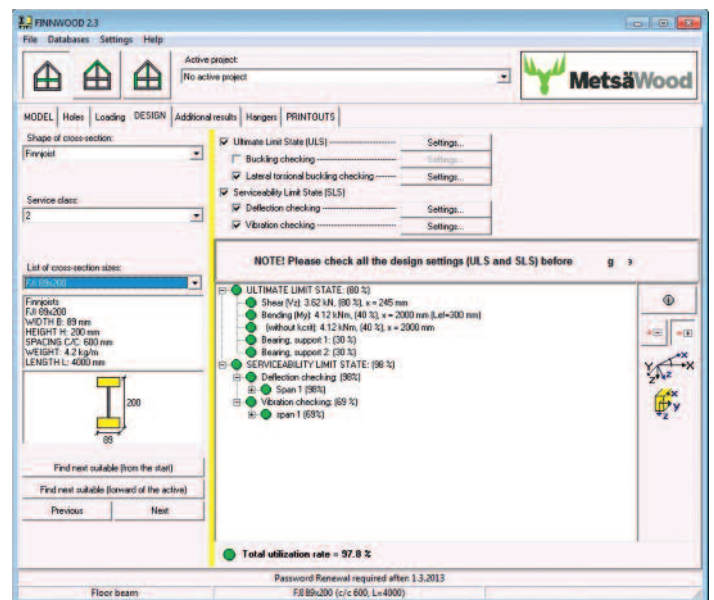 FINNWOOD 2.3
File Databases Settings Help
Active project:
No active project
MetsäWood
MODEL Holes Loading DESIGN Additional results Hangers PRINTOUTS
Shape of cross-section:
Finnjoist
Service class:
2
List of cross-section sizes:
FJI 89x200
Finnjoists
FJI 89x200
WIDTH B: 89 mm
HEIGHT H: 200 mm
SPACING C/C: 600 mm
WEIGHT: 4.2 kg/m
LENGTH L: 4000 mm
200
89
Find next suitable (from the start)
Find next suitable (forward of the active)
Previous Next
Ultimate Limit State (ULS) Settings...
Buckling checking Settings...
Lateral torsional buckling checking Settings...
Serviceability Limit State (SLS)
Deflection checking Settings...
Vibration checking Settings...
NOTE! Please check all the design settings (ULS and SLS) before g
ULTIMATE LIMIT STATE: (80 %)
Shear (Vz): 3.62 kN, (80 %), x = 245 mm
Bending (My): 4.12 kNm, (40 %), x = 2000 mm (Lef=300 mm)
(without kcrit): 4.12 kNm, (40 %), x = 2000 mm
Bearing, support 1: (30 %)
Bearing, support 2: (30 %)
SERVICEABILITY LIMIT STATE: (98 %)
Deflection checking: (98%)
Span 1 (98%)
Vibration checking: (69 %)
span 1 (69%)
Y X X Z Z
X Y Z
Total utilization rate = 97.8 %
Password Renewal required after: 1.3.2013
Floor beam FJI 89x200 (c/c 600, L=4000)